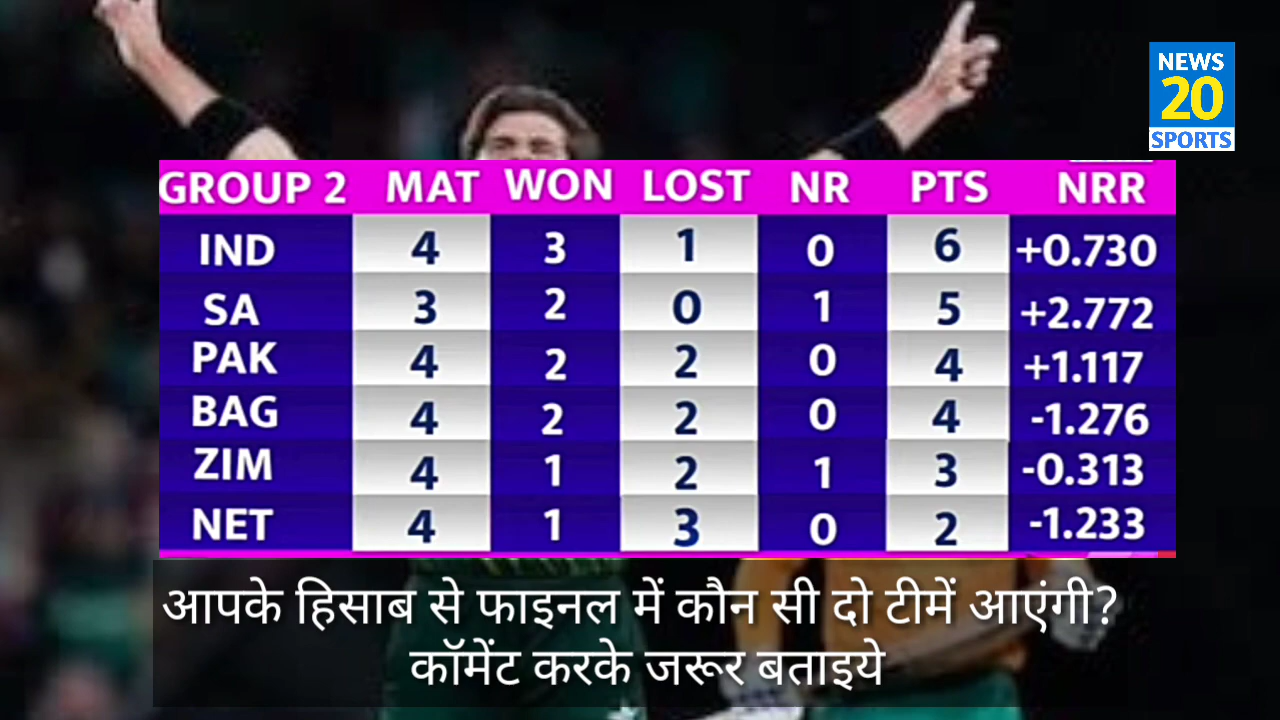 NEWS
20
SPORTS
GROUP 2 MAT WON LOST NR PTS NRR
IND 4 3 1 0 6 +0.730
SA 3 2 0 1 5 +2.772
PAK 4 2 2 0 4 +1.117
BAG 4 2 2 0 4 -1.276
ZIM 4 1 2 1 3 -0.313
NET 4 1 3 0 2 -1.233
आपके हिसाब से फाइनल में कौन सी दो टीमें आएंगी?
कॉमेंट करके जरूर बताइये